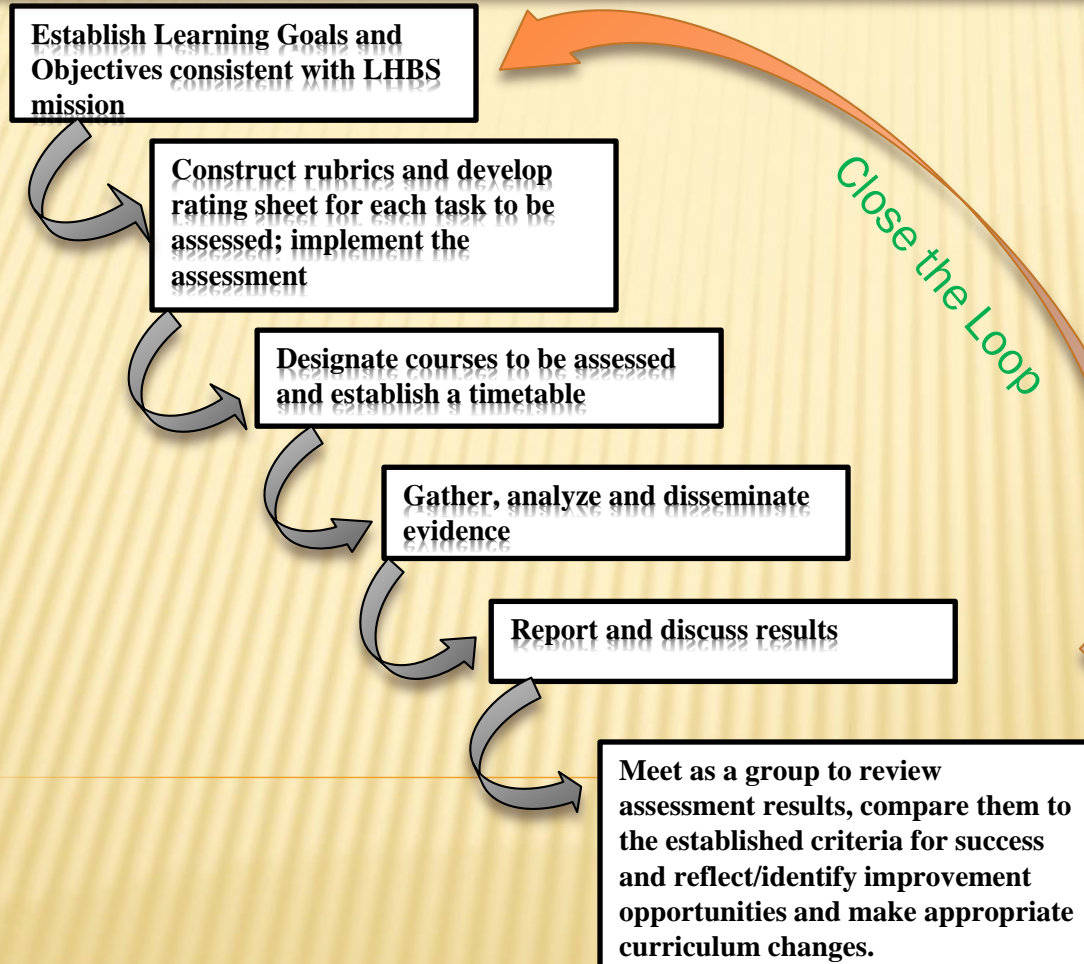 Establish Learning Goals and
Objectives consistent with LHBS
mission
Construct rubrics and develop
rating sheet for each task to be
assessed; implement the
assessment
Designate courses to be assessed
and establish a timetable
Gather, analyze and disseminate
evidence
Report and discuss results
Meet as a group to review
assessment results, compare them to
the established criteria for success
and reflect/identify improvement
opportunities and make appropriate
curriculum changes.
Close the Loop